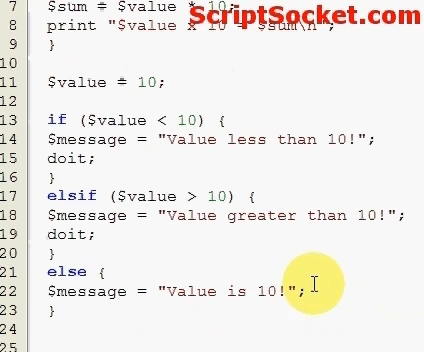 ScriptSocket.com
7 $sum = $value * 10;
8 print "$value x 10 = $sum\n";
9 }
10
11 $value = 10;
12
13 if ($value < 10) {
14 $message = "Value less than 10!";
15 doit;
16 }
17 elsif ($value > 10) {
18 $message = "Value greater than 10!";
19 doit;
20 }
21 else {
22 $message = "Value is 10!";
23 }
24
25